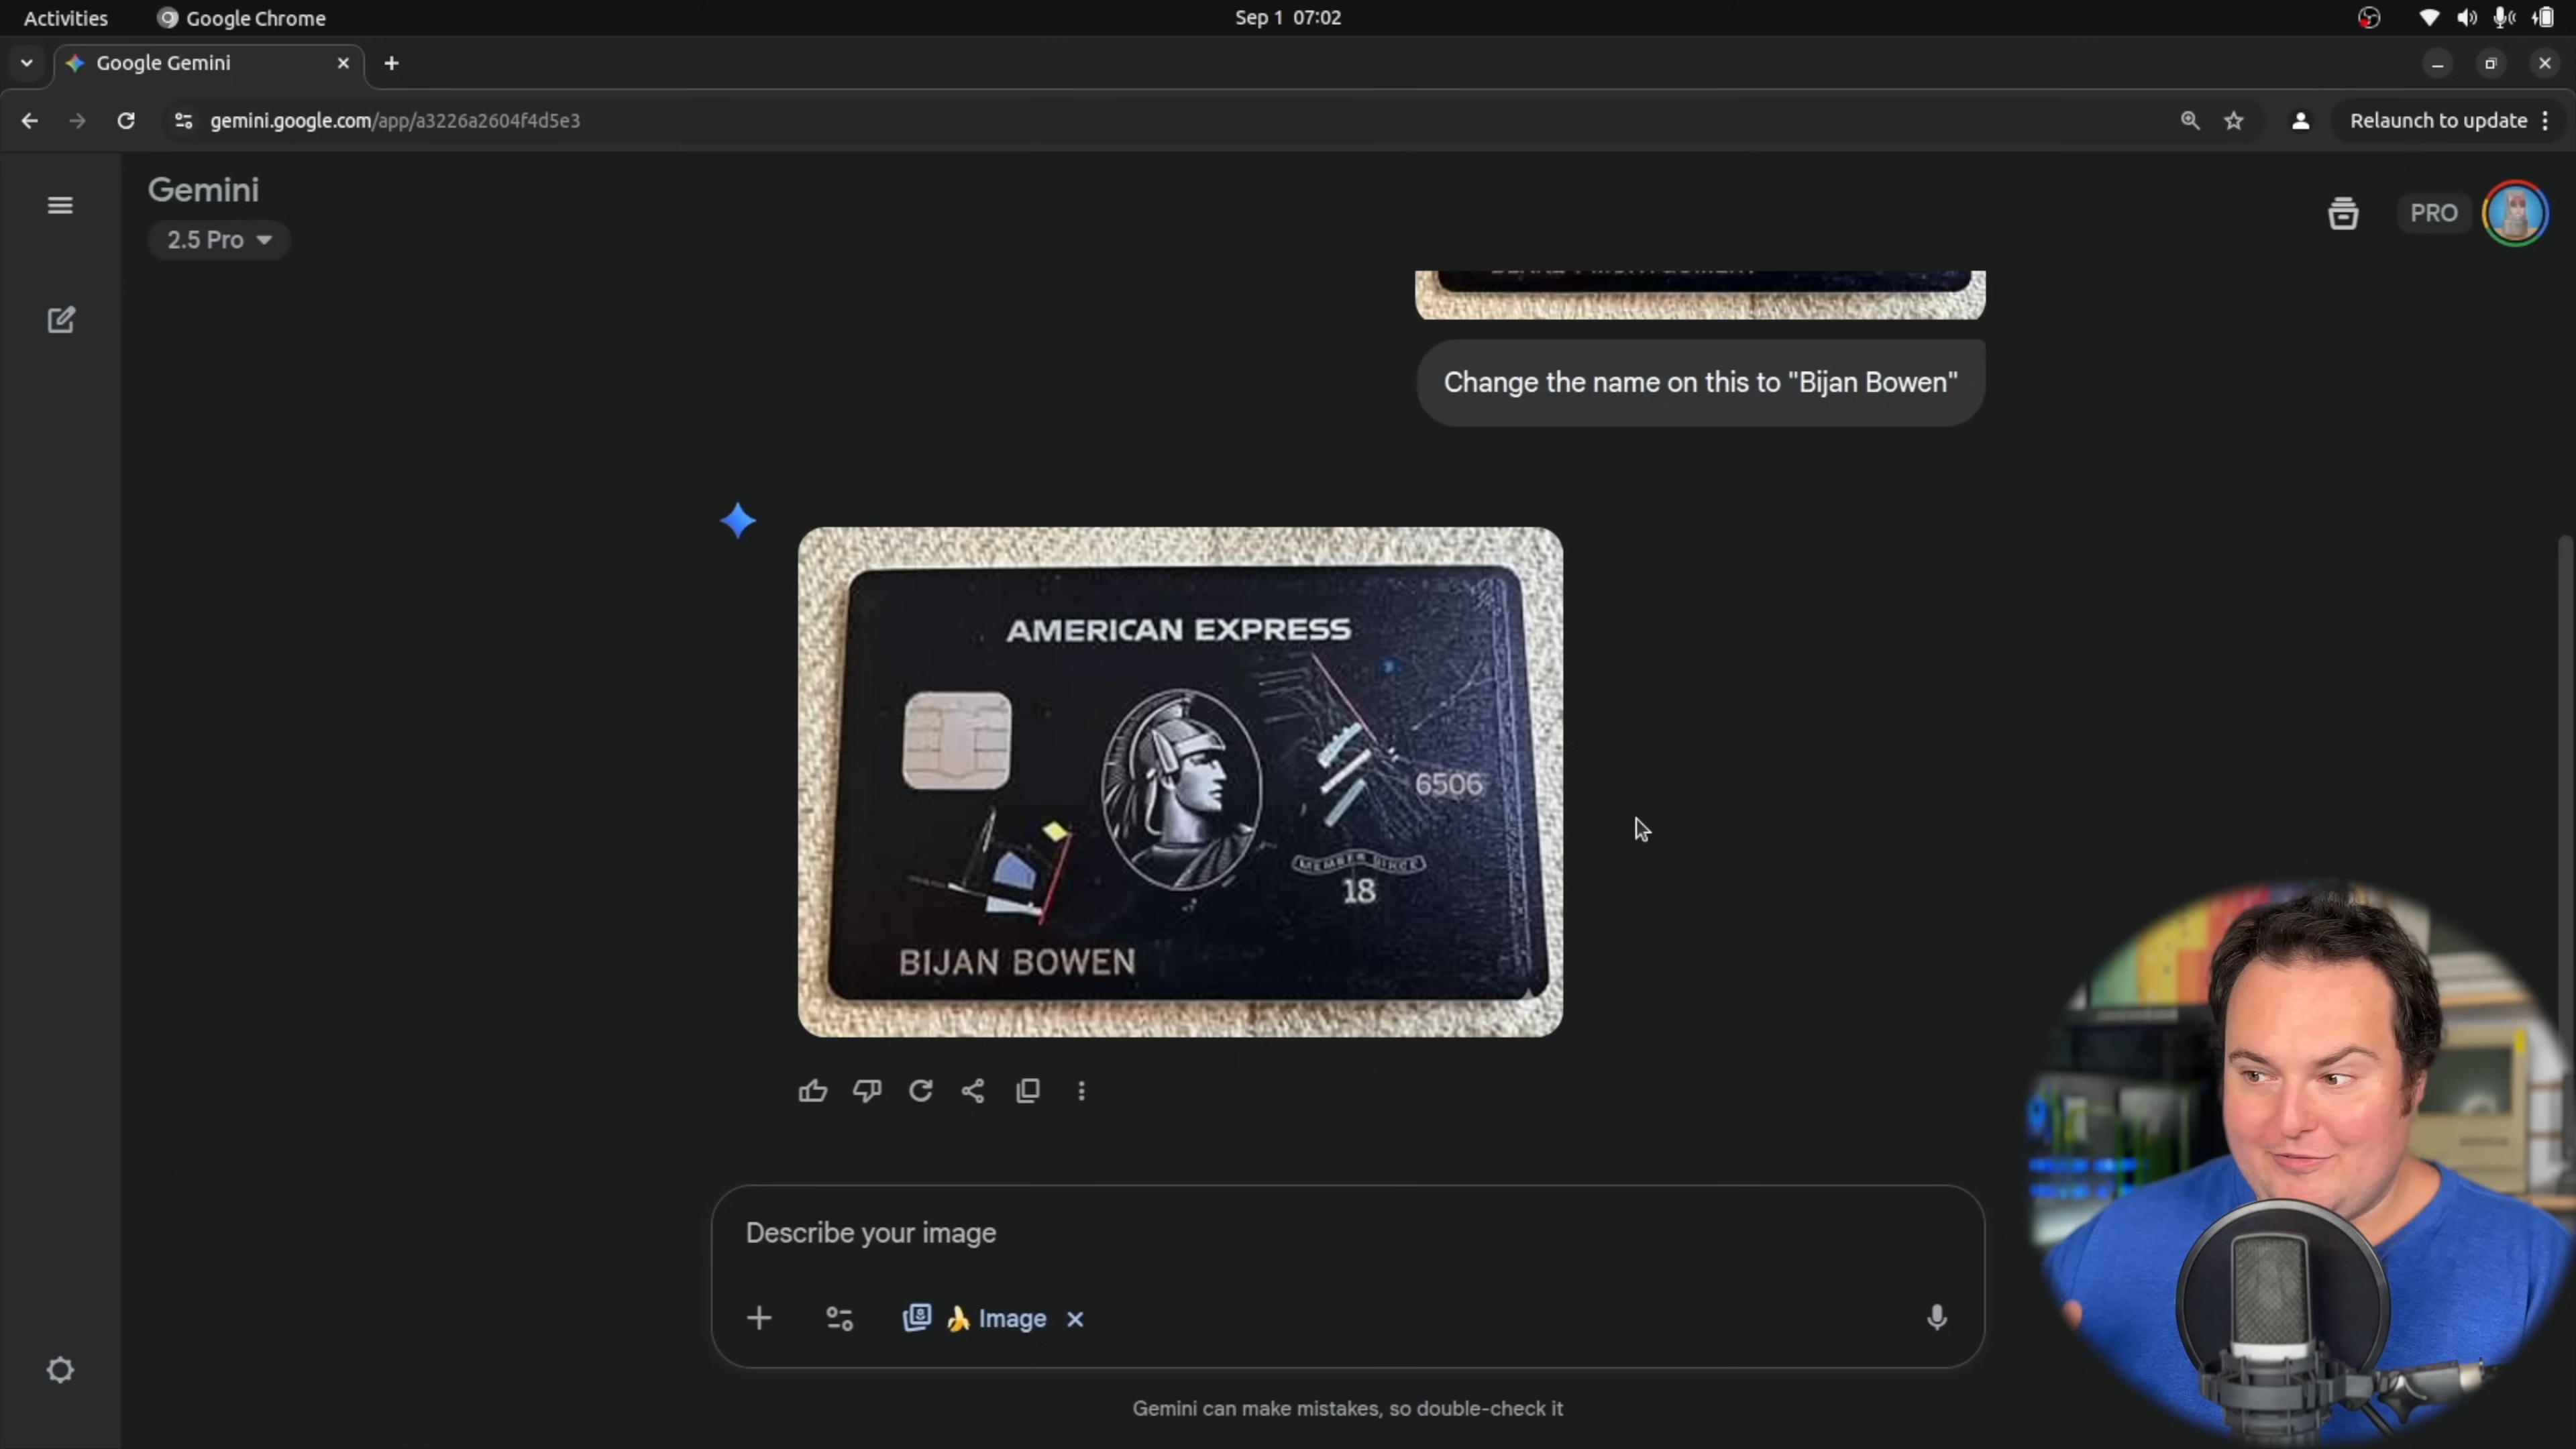 Activities
Google Chrome
Sep 1 07:02
Google Gemini
gemini.google.com/app/a3226a2604f4d5e3
Relaunch to update
Gemini
2.5 Pro
PRO
Change the name on this to "Bijan Bowen"
AMERICAN EXPRESS
6506
MEMBER SINCE
18
BIJAN BOWEN
Describe your image
Image
Gemini can make mistakes, so double-check it